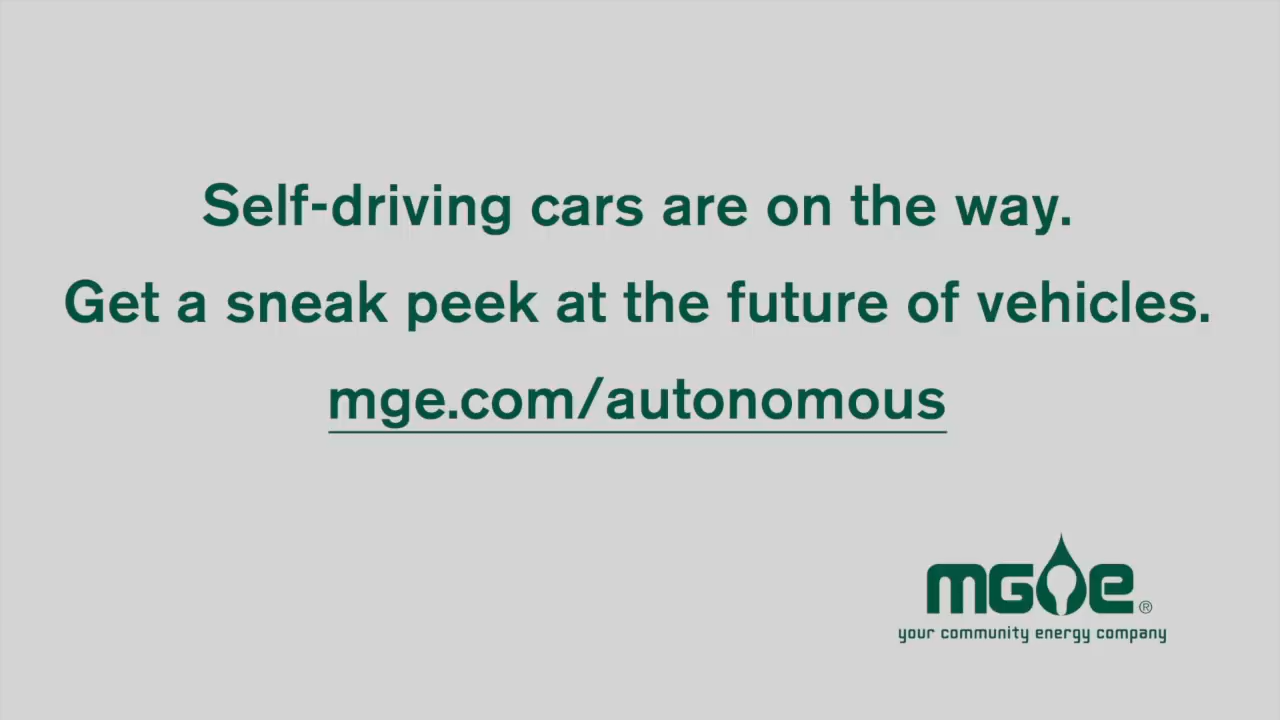 Self-driving cars are on the way.
Get a sneak peek at the future of vehicles.
mge.com/autonomous
mge®
your community energy company